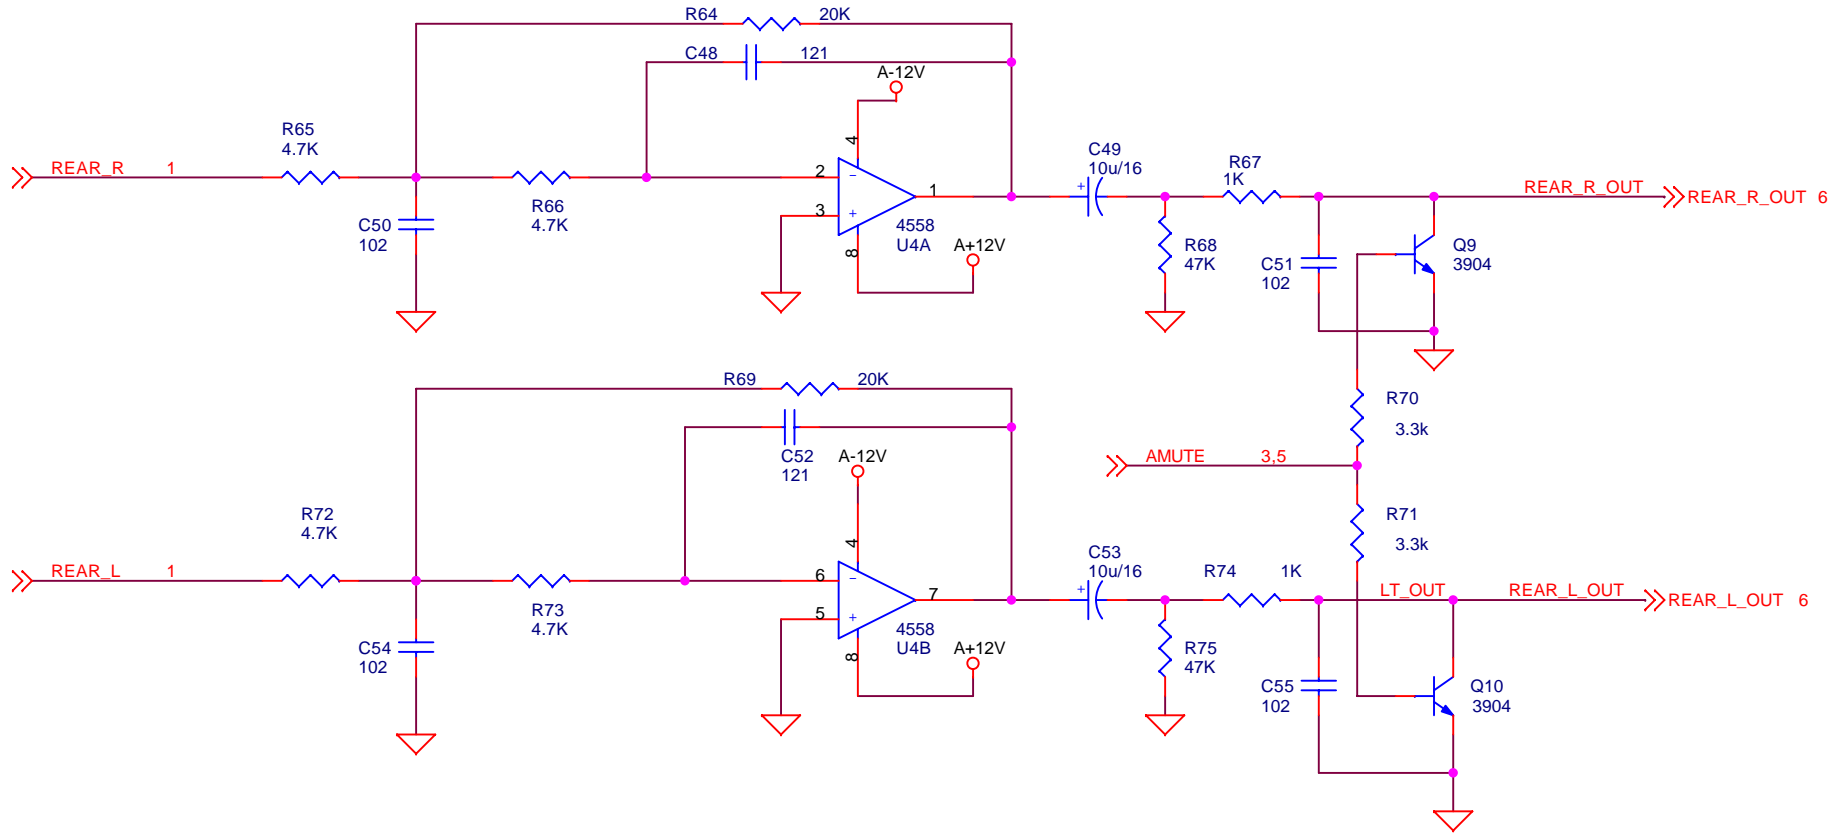 R64 20K
C48 121
A-12V
R65
4.7K
4
C49
10u/16
R67
1K
REAR_R 1
2
−
1
REAR_R_OUT
REAR_R_OUT 6
R66
4.7K
3
+
+
C50
102
4558
U4A
8
A+12V
R68
47K
C51
102
Q9
3904
R69 20K
R70
3.3k
C52
121
A-12V
AMUTE 3,5
R72
4.7K
4
R71
3.3k
C53
10u/16
REAR_L 1
6
−
7
+
R74 1K
LT_OUT
REAR_L_OUT
REAR_L_OUT 6
R73
4.7K
5
+
C54
102
4558
U4B
8
A+12V
R75
47K
C55
102
Q10
3904